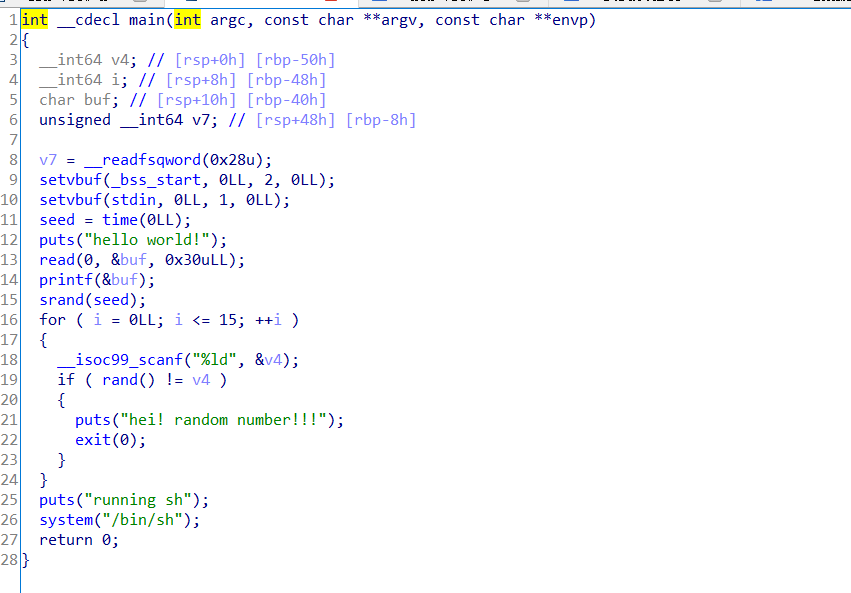 1 int __cdecl main(int argc, const char **argv, const char **envp)
2 {
3 __int64 v4; // [rsp+0h] [rbp-50h]
4 __int64 i; // [rsp+8h] [rbp-48h]
5 char buf; // [rsp+10h] [rbp-40h]
6 unsigned __int64 v7; // [rsp+48h] [rbp-8h]
7
8 v7 = __readfsqword(0x28u);
9 setvbuf(_bss_start, 0LL, 2, 0LL);
10 setvbuf(stdin, 0LL, 1, 0LL);
11 seed = time(0LL);
12 puts("hello world!");
13 read(0, &buf, 0x30uLL);
14 printf(&buf);
15 srand(seed);
16 for ( i = 0LL; i <= 15; ++i )
17 {
18 __isoc99_scanf("%ld", &v4);
19 if ( rand() != v4 )
20 {
21 puts("hei! random number!!!");
22 exit(0);
23 }
24 }
25 puts("running sh");
26 system("/bin/sh");
27 return 0;
28 }